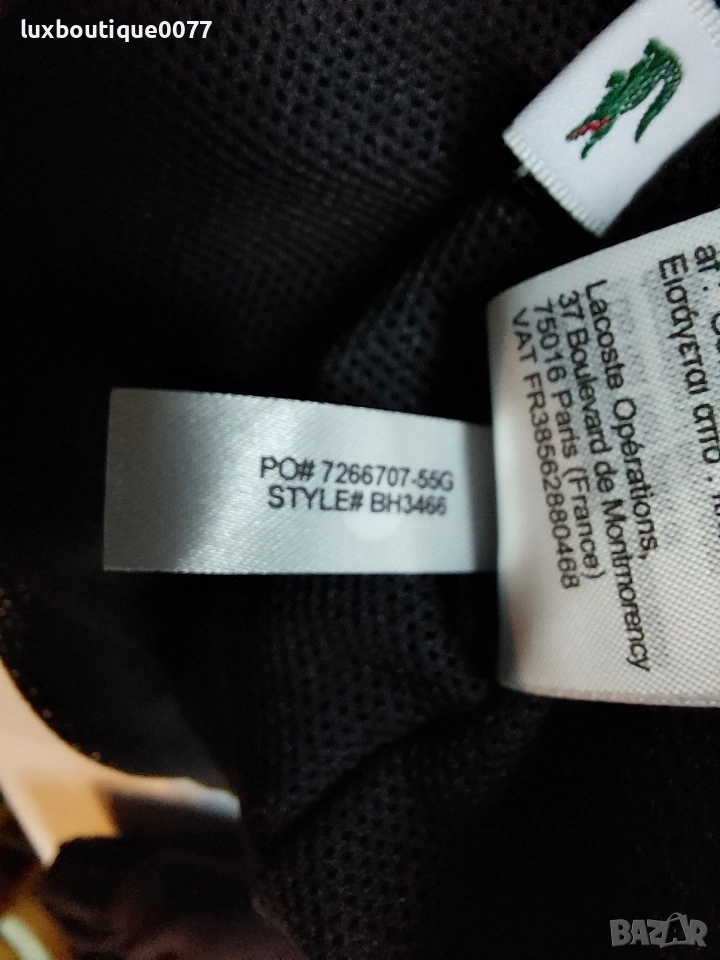 luxboutique0077
PO# 7266707-55G
STYLE# BH3466
af :
Εισάγεται από :
Lacoste Opérations,
37 Boulevard de Montmorency
75016 Paris (France)
VAT FR38562880468
BAZAR